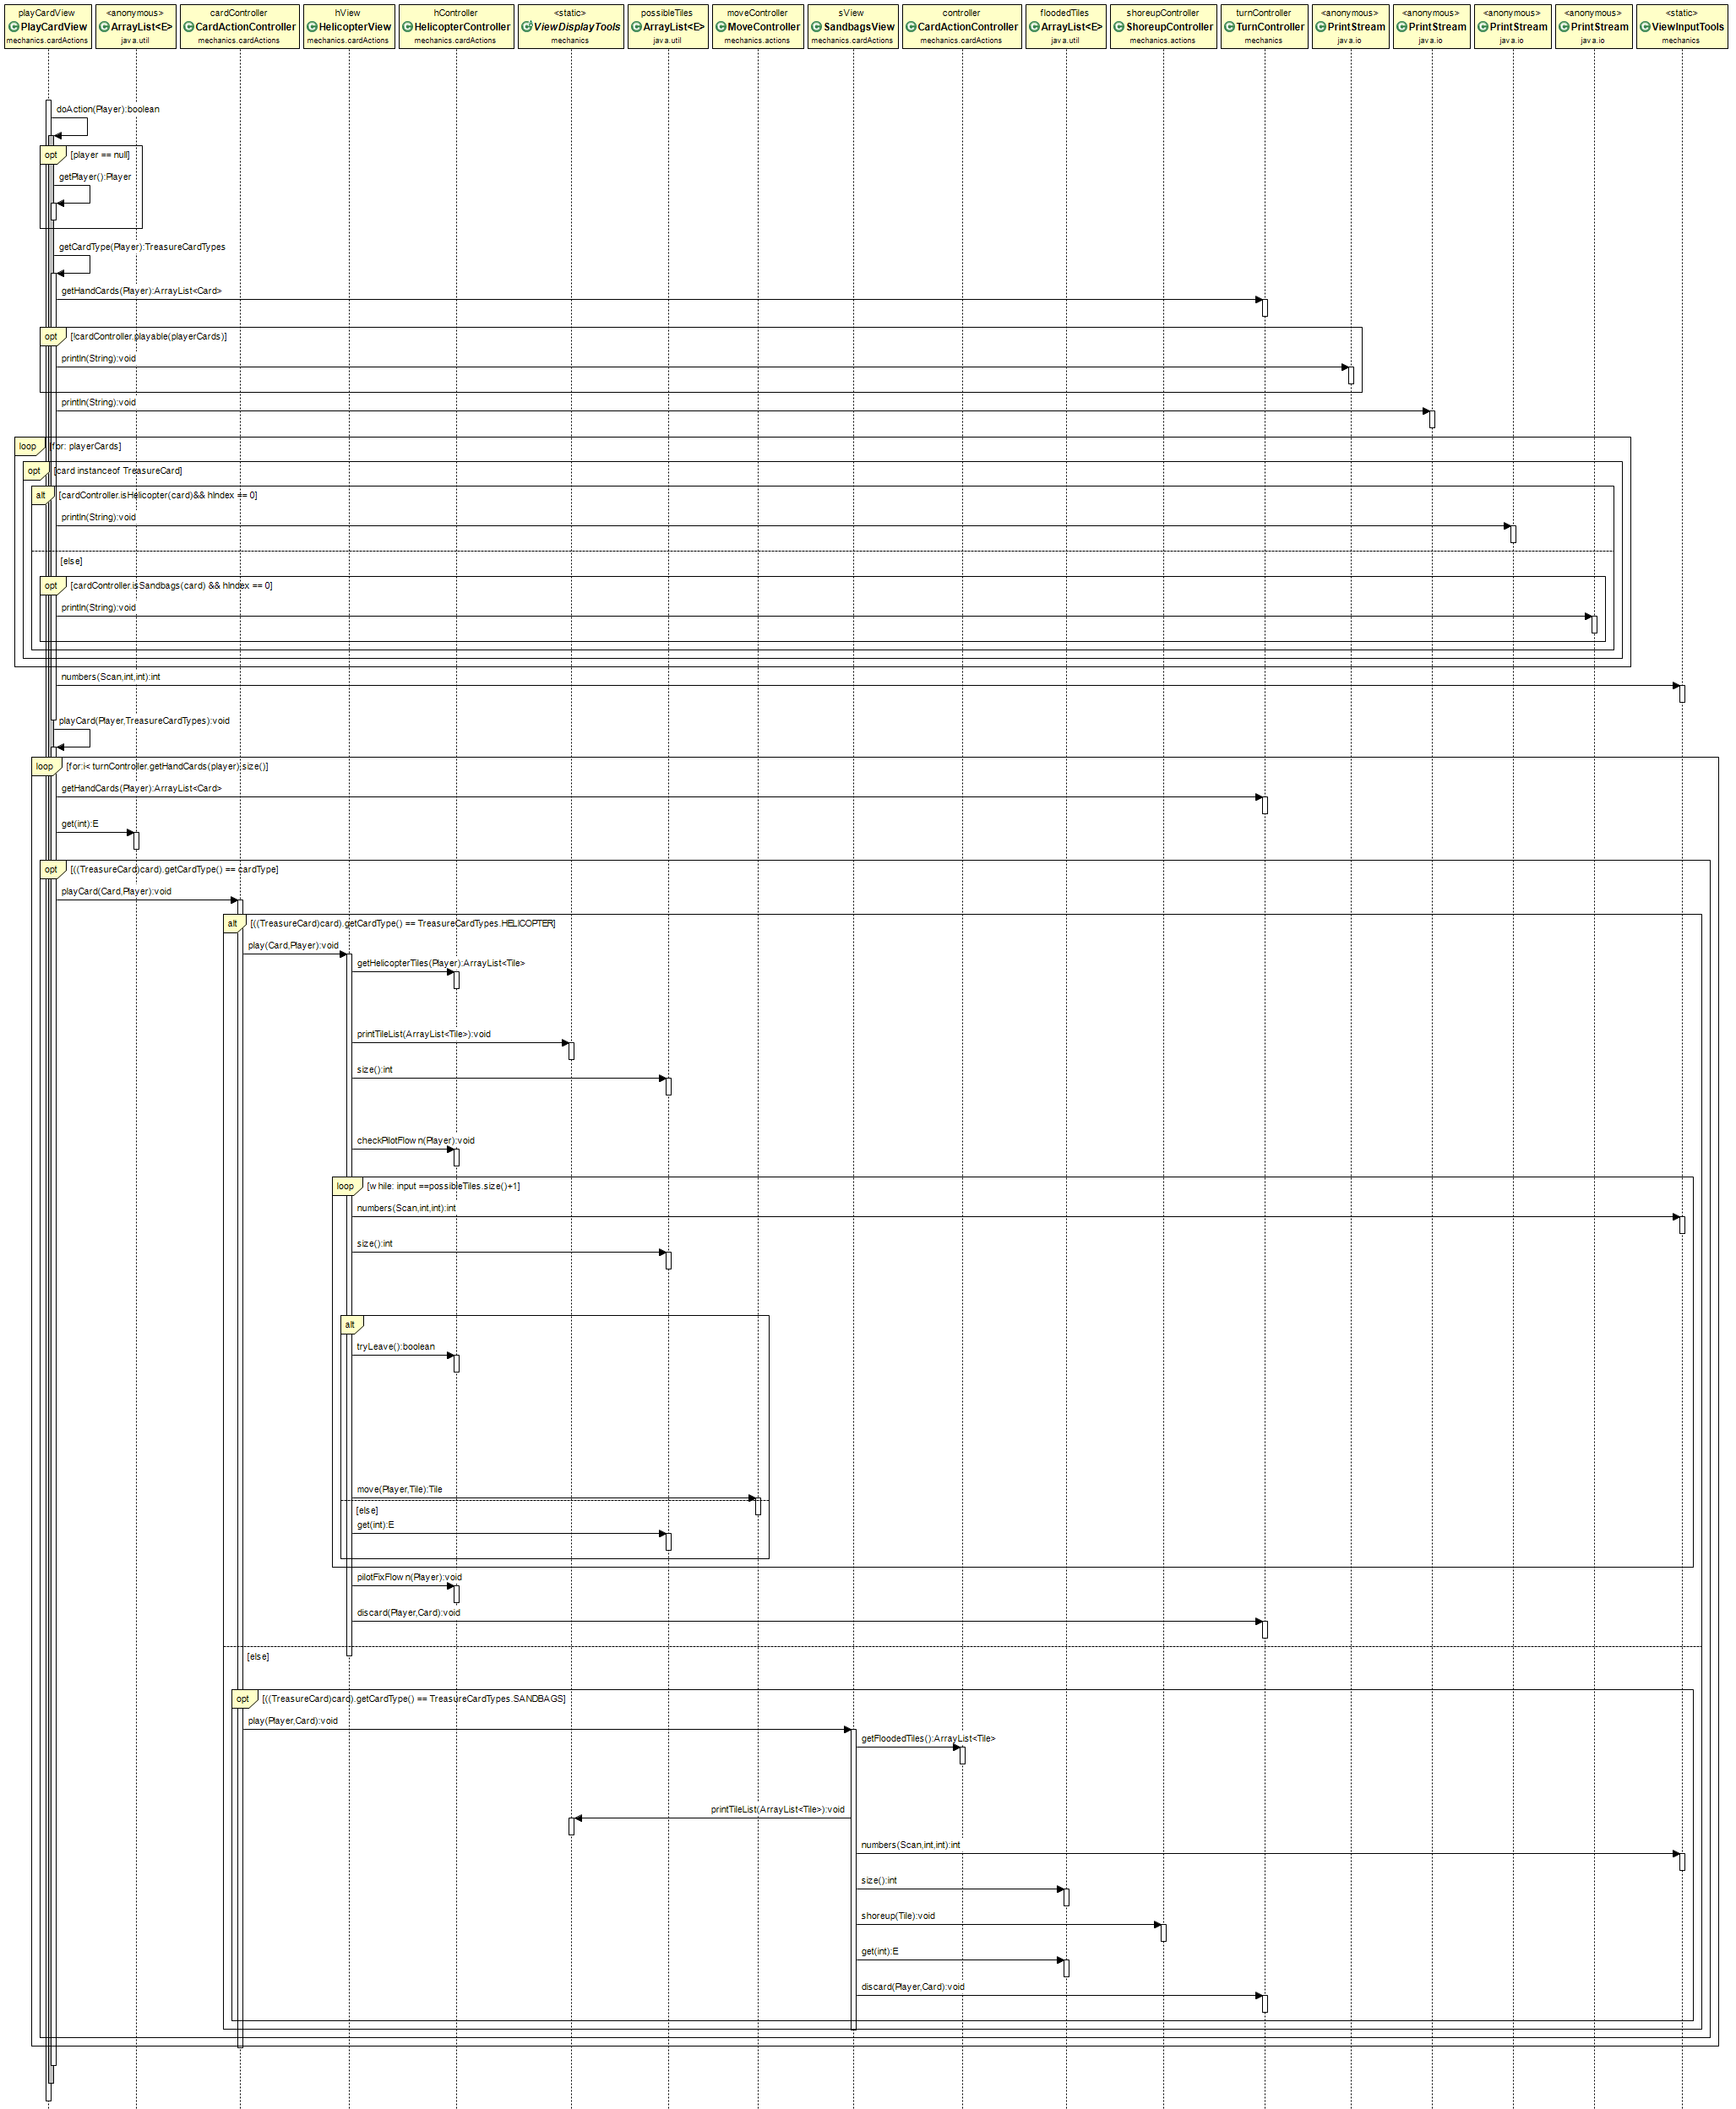 playCardView
PlayCardView
mechanics.cardActions
<anonymous>
ArrayList<E>
java.util
cardController
CardActionController
mechanics.cardActions
hView
HelicopterView
mechanics.cardActions
hController
HelicopterController
mechanics.cardActions
<static>
ViewDisplayTools
mechanics
possibleTiles
ArrayList<E>
java.util
moveController
MoveController
mechanics.actions
sView
SandbagsView
mechanics.cardActions
controller
CardActionController
mechanics.cardActions
floodedTiles
ArrayList<E>
java.util
shoreupController
ShoreupController
mechanics.actions
turnController
TurnController
mechanics
<anonymous>
PrintStream
java.io
<anonymous>
PrintStream
java.io
<anonymous>
PrintStream
java.io
<anonymous>
PrintStream
java.io
<static>
ViewInputTools
mechanics
doAction(Player):boolean
opt [player == null]
getPlayer():Player
getCardType(Player):TreasureCardTypes
getHandCards(Player):ArrayList<Card>
opt [!cardController.playable(playerCards)]
println(String):void
println(String):void
loop [for: playerCards]
opt [card instanceof TreasureCard]
alt [cardController.isHelicopter(card)&& hIndex == 0]
println(String):void
[else]
opt [cardController.isSandbags(card) && hIndex == 0]
println(String):void
numbers(Scan,int,int):int
playCard(Player,TreasureCardTypes):void
loop [for:i< turnController.getHandCards(player).size()]
getHandCards(Player):ArrayList<Card>
get(int):E
opt [((TreasureCard)card).getCardType() == cardType]
playCard(Card,Player):void
alt [((TreasureCard)card).getCardType() == TreasureCardTypes.HELICOPTER]
play(Card,Player):void
getHelicopterTiles(Player):ArrayList<Tile>
printTileList(ArrayList<Tile>):void
size():int
checkPilotFlown(Player):void
loop [while: input ==possibleTiles.size()+1]
numbers(Scan,int,int):int
size():int
alt
tryLeave():boolean
move(Player,Tile):Tile
[else]
get(int):E
pilotFixFlown(Player):void
discard(Player,Card):void
[else]
opt [((TreasureCard)card).getCardType() == TreasureCardTypes.SANDBAGS]
play(Player,Card):void
getFloodedTiles():ArrayList<Tile>
printTileList(ArrayList<Tile>):void
numbers(Scan,int,int):int
size():int
shoreup(Tile):void
get(int):E
discard(Player,Card):void